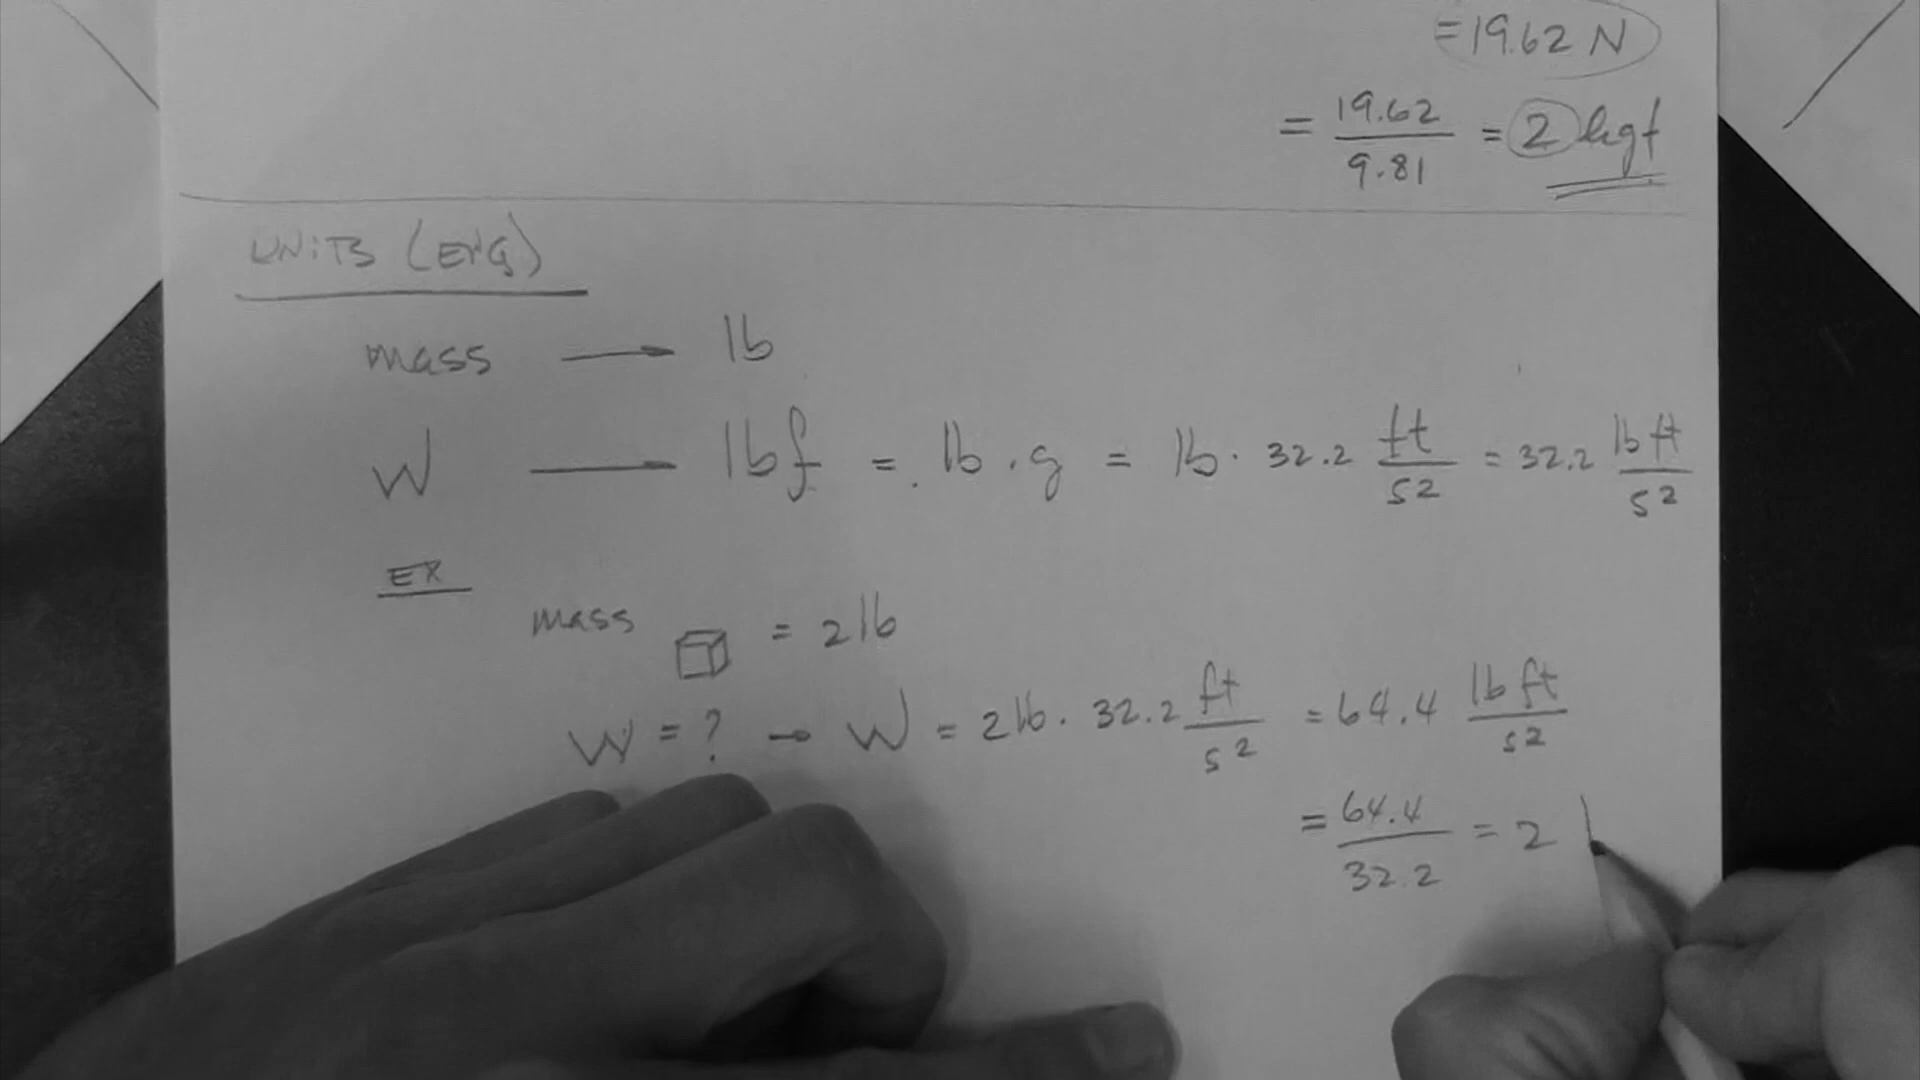 = 19.62 N
= 19.62 / 9.81 = 2 kgf
UNITS (ENG)
mass → lb
W → lbf = lb . g = lb . 32.2 ft / s² = 32.2 lb ft / s²
EX
mass = 2 lb
W = ? → W = 2 lb . 32.2 ft / s² = 64.4 lb ft / s²
= 64.4 / 32.2 = 2 l